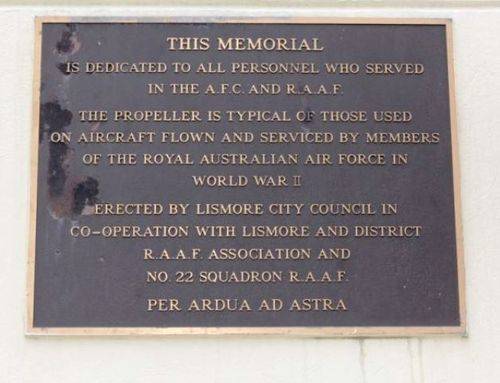 THIS MEMORIAL
IS DEDICATED TO ALL PERSONNEL WHO SERVED
IN THE A.F.C. AND R.A.A.F.
THE PROPELLER IS TYPICAL OF THOSE USED
ON AIRCRAFT FLOWN AND SERVICED BY MEMBERS
OF THE ROYAL AUSTRALIAN AIR FORCE IN
WORLD WAR II
ERECTED BY LISMORE CITY COUNCIL IN
CO-OPERATION WITH LISMORE AND DISTRICT
R.A.A.F. ASSOCIATION AND
NO. 22 SQUADRON R.A.A.F.
PER ARDUA AD ASTRA